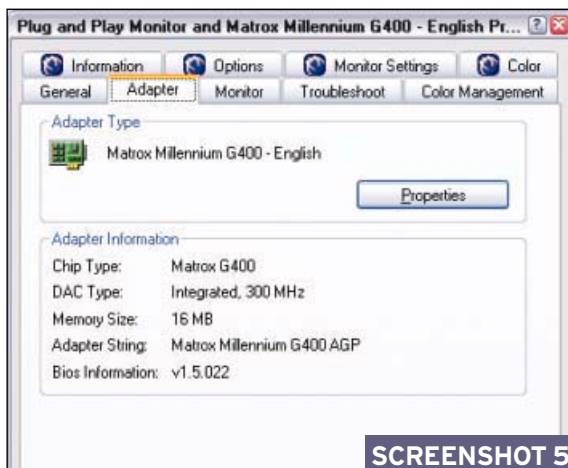 Plug and Play Monitor and Matrox Millennium G400 - English Pr...
Information Options Monitor Settings Color
General Adapter Monitor Troubleshoot Color Management
Adapter Type
Matrox Millennium G400 - English
Properties
Adapter Information
Chip Type: Matrox G400
DAC Type: Integrated, 300 MHz
Memory Size: 16 MB
Adapter String: Matrox Millennium G400 AGP
Bios Information: v1.5.022
SCREENSHOT 5